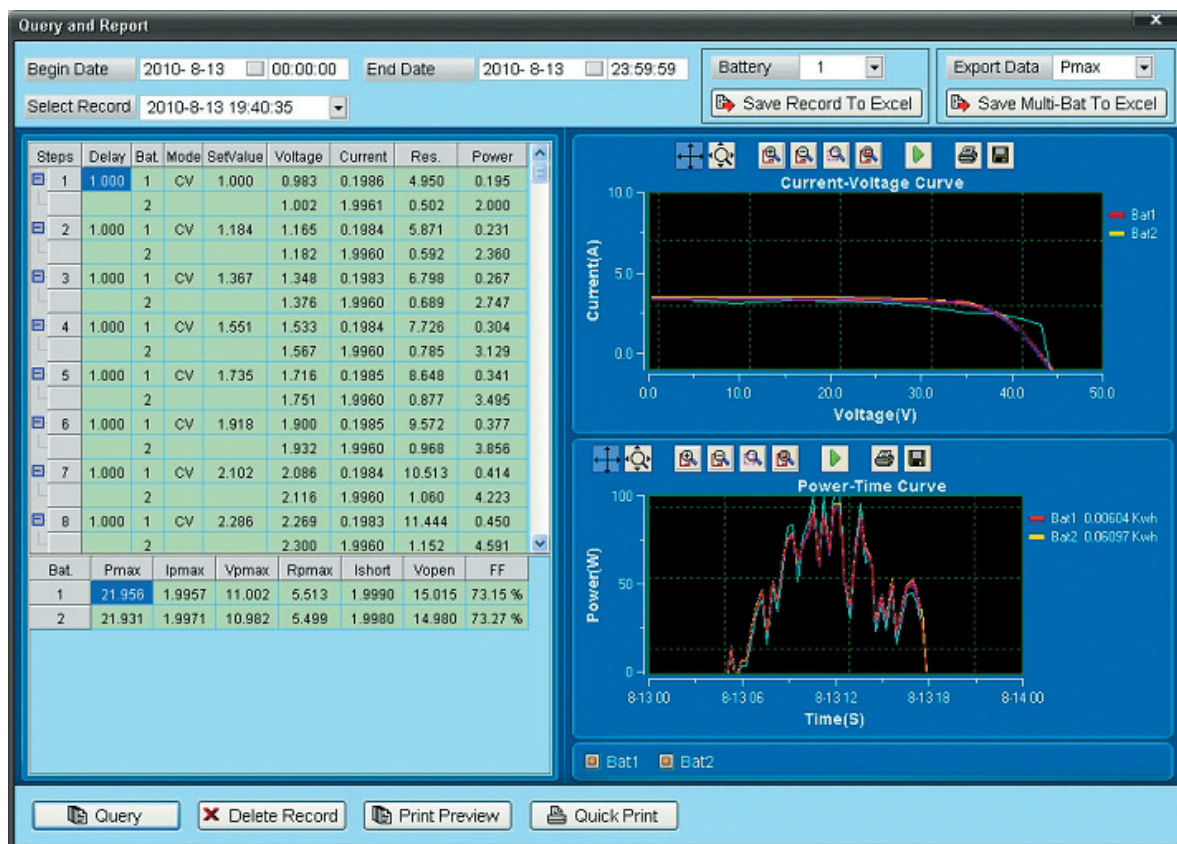 Query and Report
Begin Date 2010- 8-13 00:00:00 End Date 2010- 8-13 23:59:59
Select Record 2010-8-13 19:40:35
Battery 1
Save Record To Excel
Export Data Pmax
Save Multi-Bat To Excel
Steps Delay Bat. Mode SetValue Voltage Current Res. Power
1 1.000 1 CV 1.000 0.983 0.1986 4.950 0.195
2 1.002 1.9961 0.502 2.000
2 1.000 1 CV 1.184 1.165 0.1984 5.871 0.231
2 1.182 1.9960 0.592 2.360
3 1.000 1 CV 1.367 1.348 0.1983 6.798 0.267
2 1.376 1.9960 0.689 2.747
4 1.000 1 CV 1.551 1.533 0.1984 7.726 0.304
2 1.567 1.9960 0.785 3.129
5 1.000 1 CV 1.735 1.716 0.1985 8.648 0.341
2 1.751 1.9960 0.877 3.495
6 1.000 1 CV 1.918 1.900 0.1985 9.572 0.377
2 1.932 1.9960 0.968 3.856
7 1.000 1 CV 2.102 2.086 0.1984 10.513 0.414
2 2.116 1.9960 1.060 4.223
8 1.000 1 CV 2.286 2.269 0.1983 11.444 0.450
2 2.300 1.9960 1.152 4.591
Bat. Pmax Ipmax Vpmax Rpmax Ishort Vopen FF
1 21.956 1.9957 11.002 5.513 1.9990 15.015 73.15 %
2 21.931 1.9971 10.982 5.499 1.9980 14.980 73.27 %
Current-Voltage Curve
10.0
5.0
0.0
Current(A)
Bat1
Bat2
0.0 10.0 20.0 30.0 40.0 50.0
Voltage(V)
Power-Time Curve
100
50
0
Power(W)
Bat1 0.00604 Kwh
Bat2 0.06097 Kwh
8-13 00 8-13 06 8-13 12 8-13 18 8-14 00
Time(S)
Bat1 Bat2
Query Delete Record Print Preview Quick Print